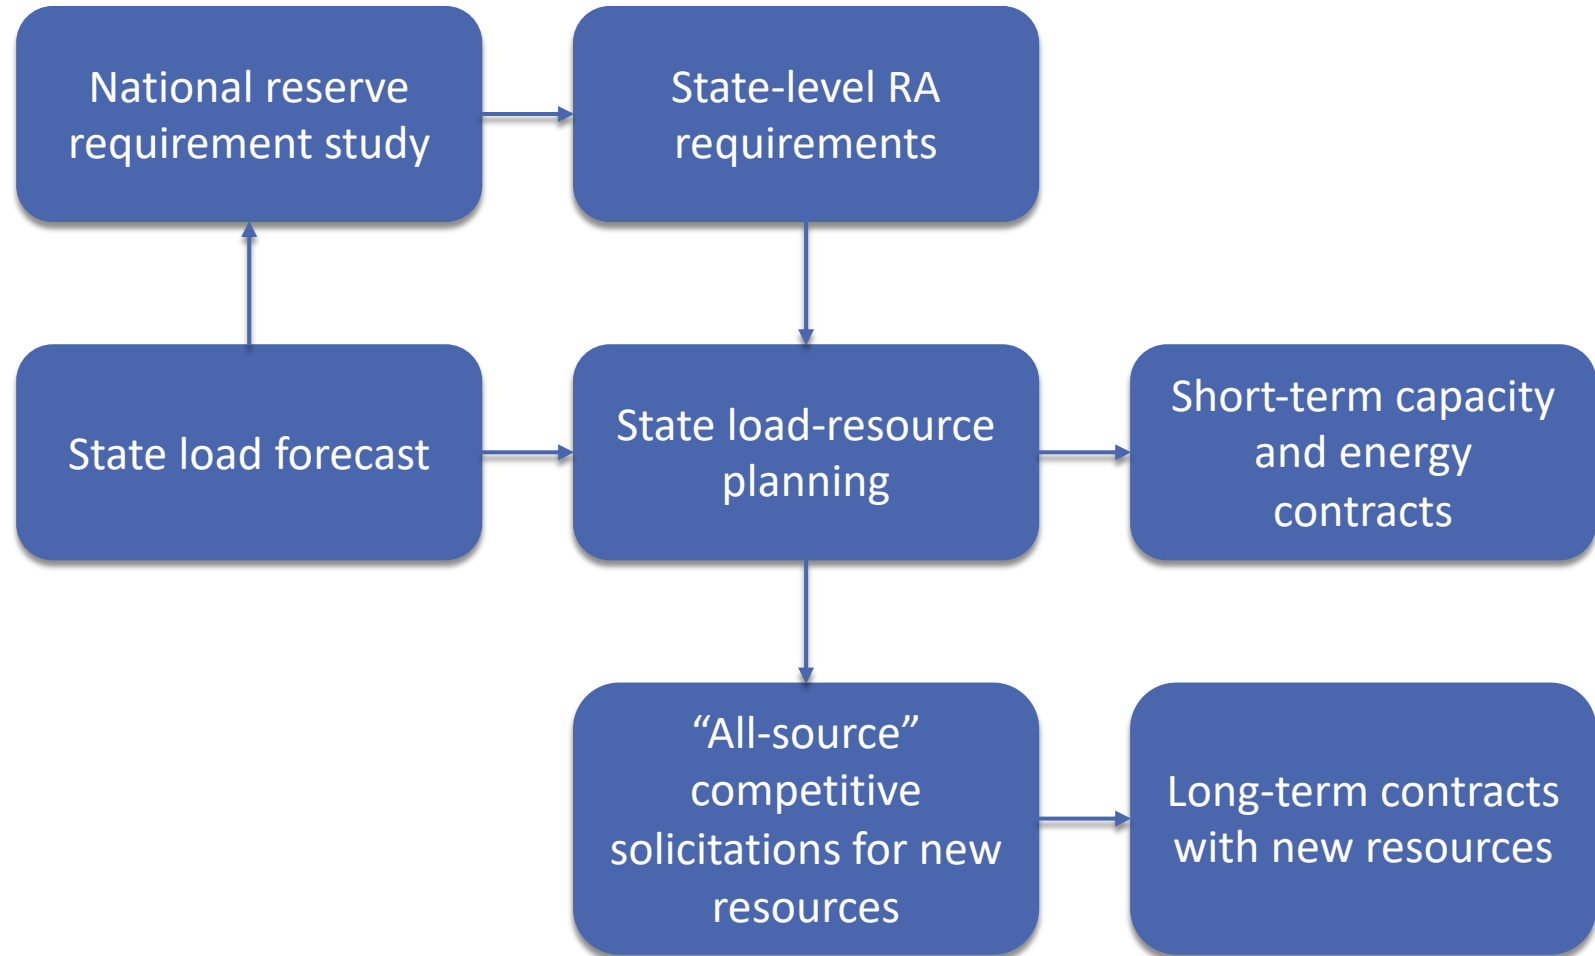 National reserve
requirement study
State-level RA
requirements
State load forecast
State load-resource
planning
Short-term capacity
and energy
contracts
“All-source”
competitive
solicitations for new
resources
Long-term contracts
with new resources